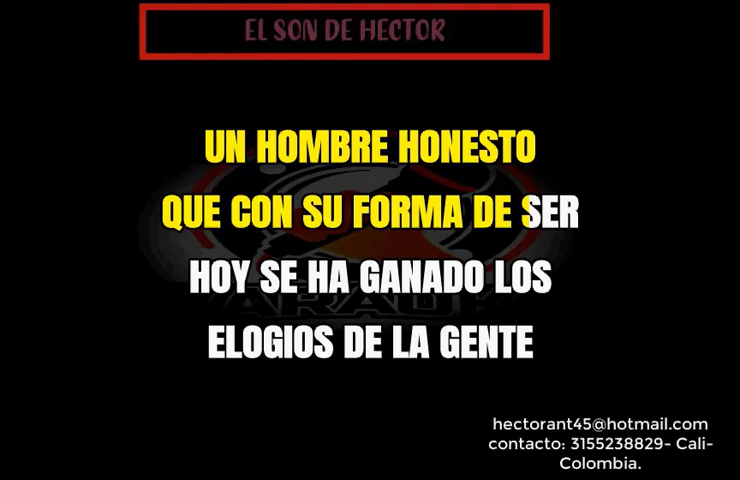 EL SON DE HECTOR
UN HOMBRE HONESTO
QUE CON SU FORMA DE SER
HOY SE HA GANADO LOS
ELOGIOS DE LA GENTE
hectorant45@hotmail.com
contacto: 3155238829- Cali-
Colombia.